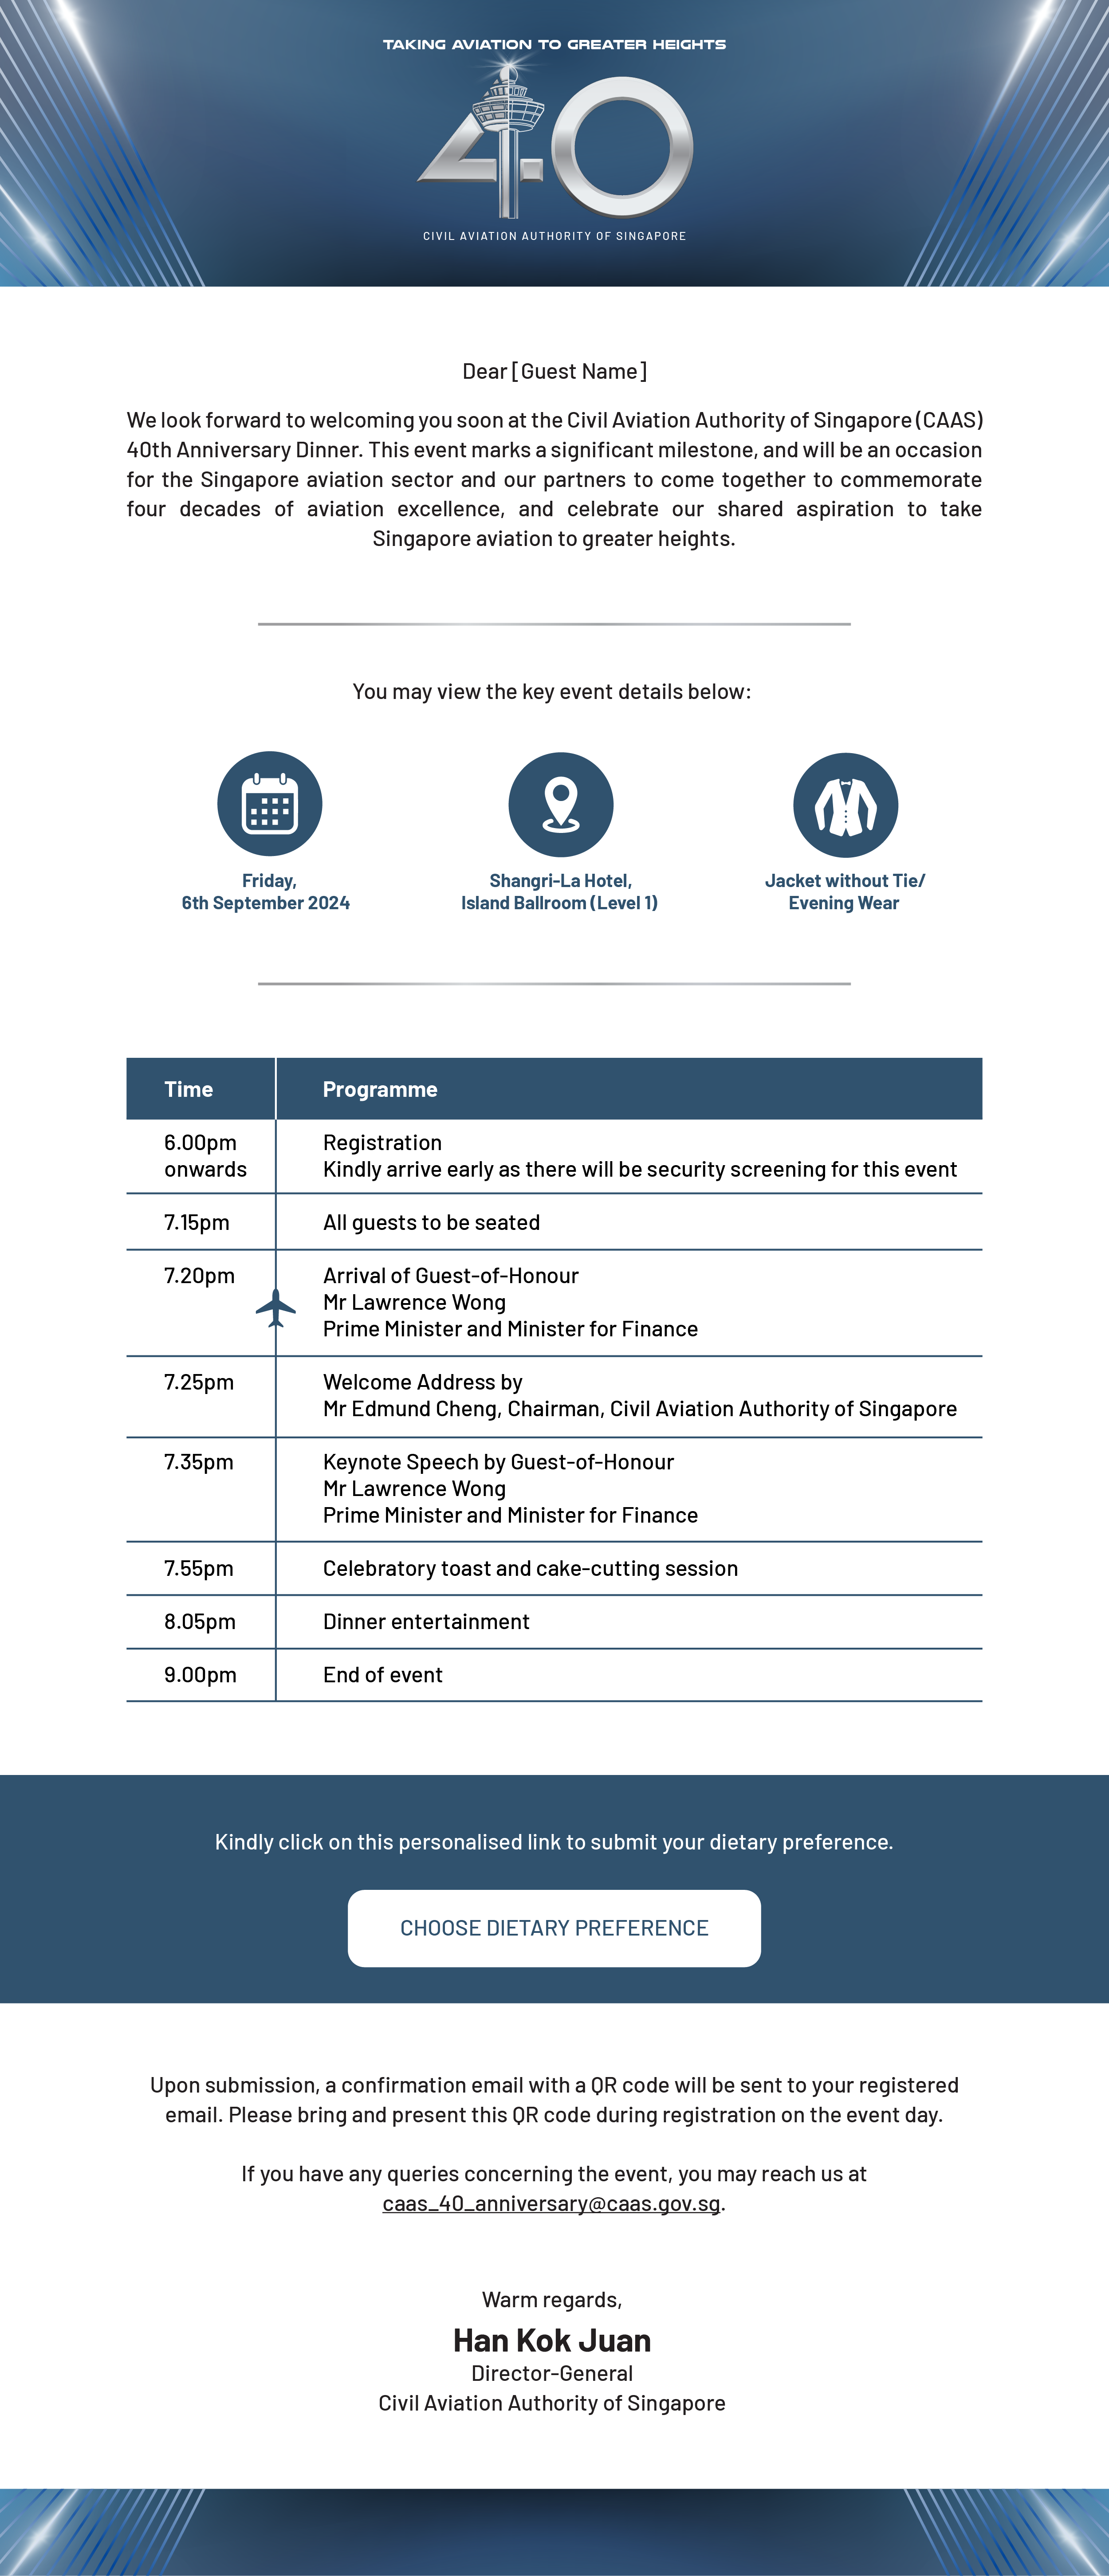 TAKING AVIATION TO GREATER HEIGHTS
40
CIVIL AVIATION AUTHORITY OF SINGAPORE
Dear [Guest Name]
We look forward to welcoming you soon at the Civil Aviation Authority of Singapore (CAAS)
40th Anniversary Dinner. This event marks a significant milestone, and will be an occasion
for the Singapore aviation sector and our partners to come together to commemorate
four decades of aviation excellence, and celebrate our shared aspiration to take
Singapore aviation to greater heights.
You may view the key event details below:
Friday,
6th September 2024
Shangri-La Hotel,
Island Ballroom (Level 1)
Jacket without Tie/
Evening Wear
Time Programme
6.00pm
onwards
Registration
Kindly arrive early as there will be security screening for this event
7.15pm All guests to be seated
7.20pm Arrival of Guest-of-Honour
Mr Lawrence Wong
Prime Minister and Minister for Finance
7.25pm Welcome Address by
Mr Edmund Cheng, Chairman, Civil Aviation Authority of Singapore
7.35pm Keynote Speech by Guest-of-Honour
Mr Lawrence Wong
Prime Minister and Minister for Finance
7.55pm Celebratory toast and cake-cutting session
8.05pm Dinner entertainment
9.00pm End of event
Kindly click on this personalised link to submit your dietary preference.
CHOOSE DIETARY PREFERENCE
Upon submission, a confirmation email with a QR code will be sent to your registered
email. Please bring and present this QR code during registration on the event day.
If you have any queries concerning the event, you may reach us at
caas_40_anniversary@caas.gov.sg.
Warm regards,
Han Kok Juan
Director-General
Civil Aviation Authority of Singapore